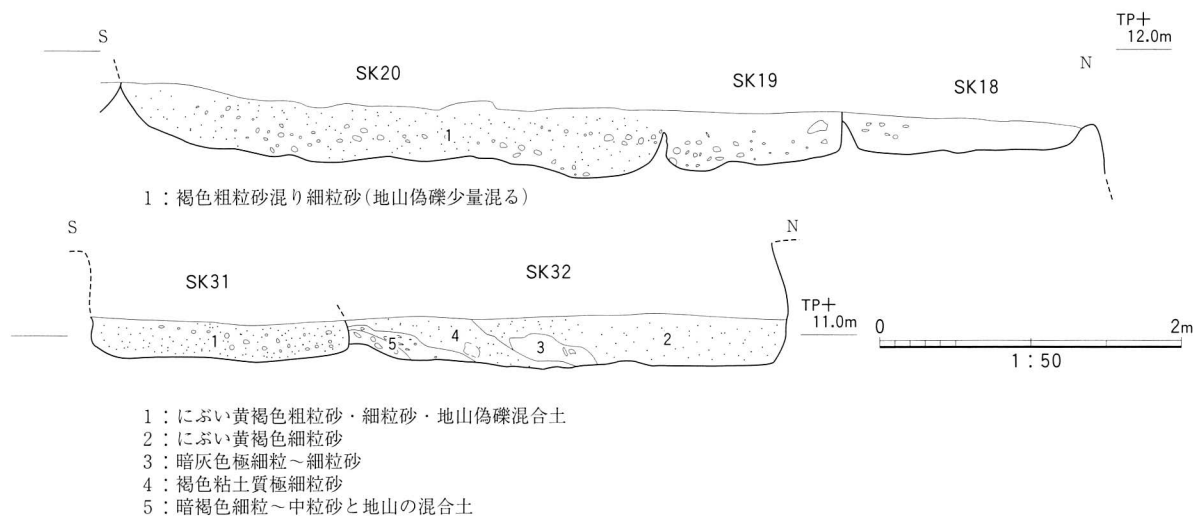 S
TP+
12.0m
N
SK20
SK19
SK18
1
1：褐色粗粒砂混り細粒砂(地山偽礫少量混る)
S
N
SK31
SK32
TP+
11.0m
1
5
4
3
2
0
2m
1：50
1：にぶい黄褐色粗粒砂・細粒砂・地山偽礫混合土
2：にぶい黄褐色細粒砂
3：暗灰色極細粒～細粒砂
4：褐色粘土質極細粒砂
5：暗褐色細粒～中粒砂と地山の混合土